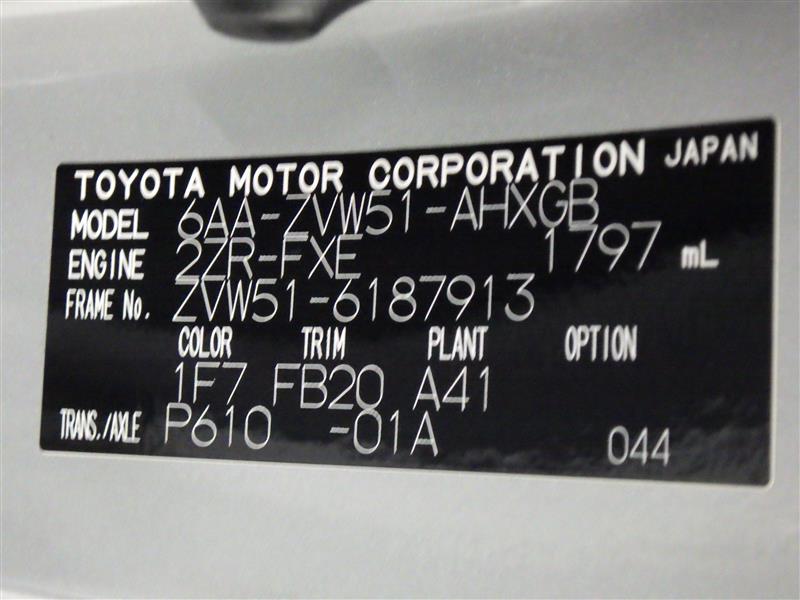 TOYOTA MOTOR CORPORATION JAPAN
MODEL 6AA-ZVW51-AHXGB
ENGINE 2ZR-FXE 1797 mL
FRAME No. ZVW51-6187913
COLOR TRIM PLANT OPTION
1F7 FB20 A41
TRANS./AXLE P610 -01A 044